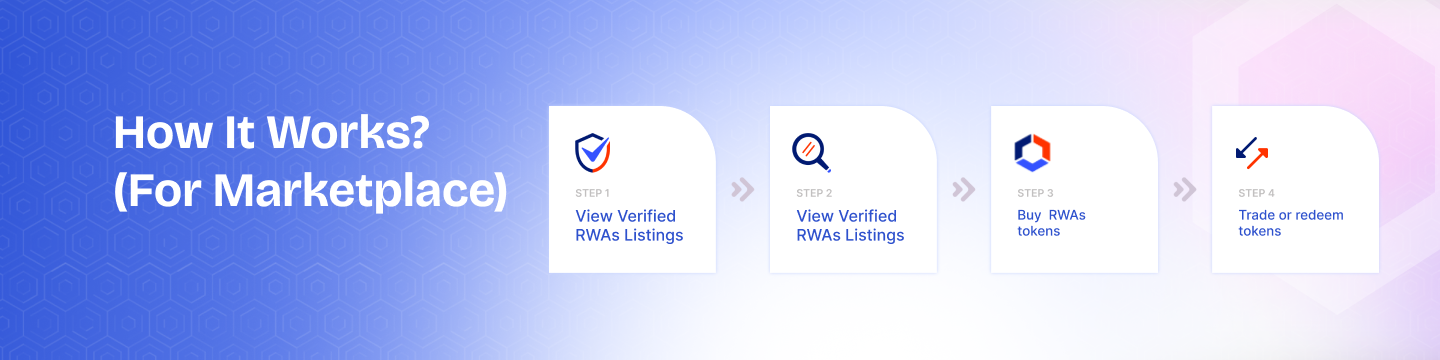 How It Works?
(For Marketplace)
STEP 1
View Verified
RWAs Listings
STEP 2
View Verified
RWAs Listings
STEP 3
Buy RWAs
tokens
STEP 4
Trade or redeem
tokens